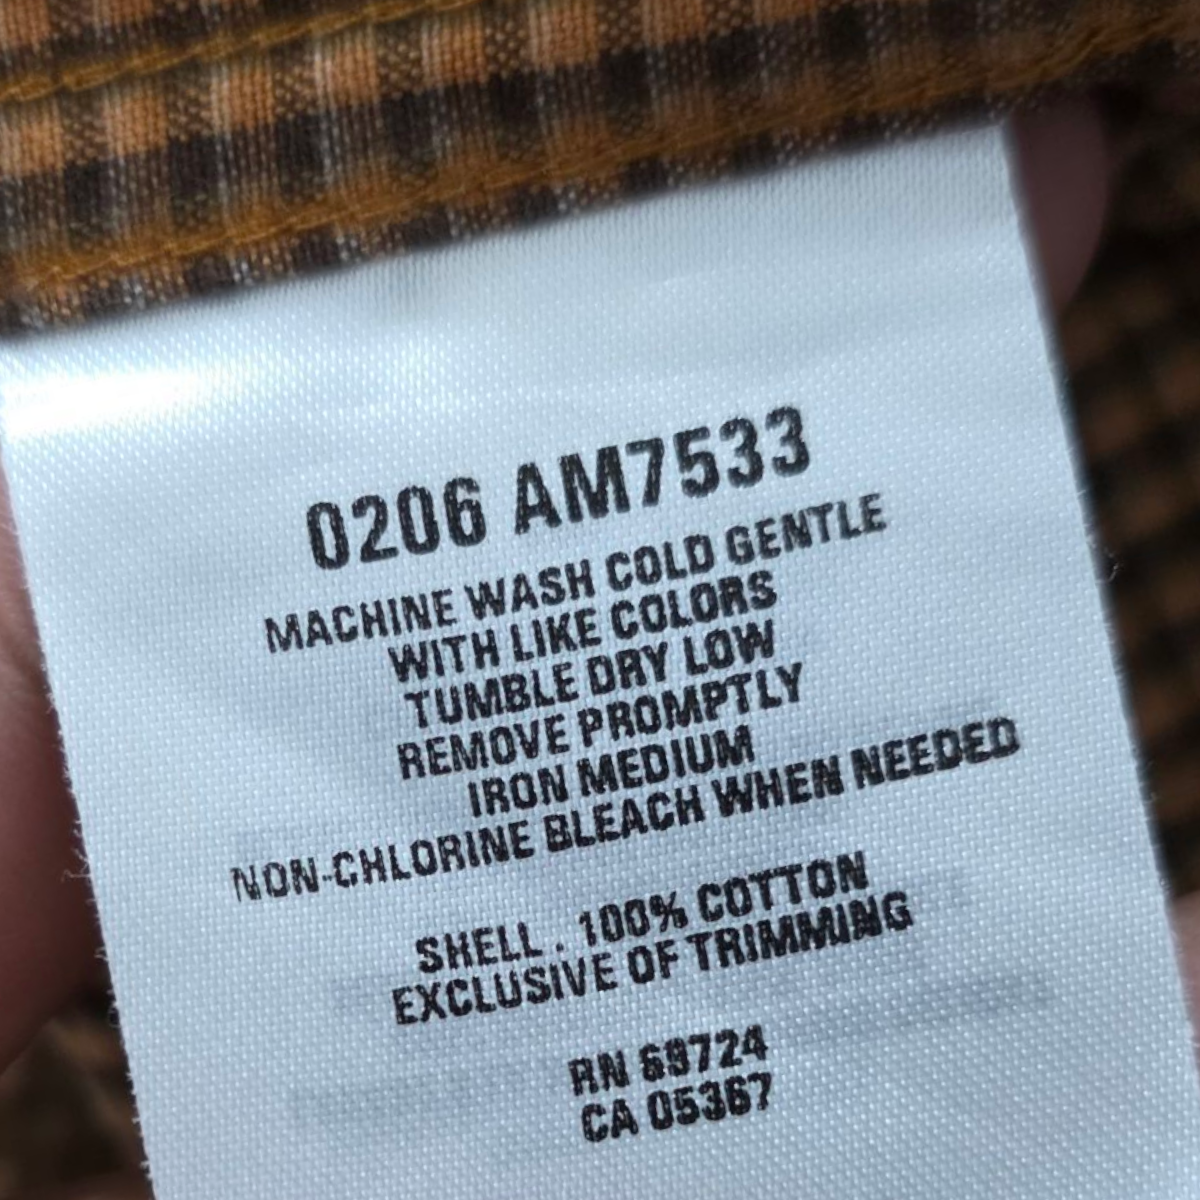 0206 AM7533
MACHINE WASH COLD GENTLE
WITH LIKE COLORS
TUMBLE DRY LOW
REMOVE PROMPTLY
IRON MEDIUM
NON-CHLORINE BLEACH WHEN NEEDED
SHELL . 100% COTTON
EXCLUSIVE OF TRIMMING
RN 69724
CA 05367